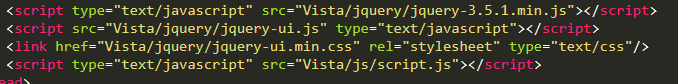 <script type="text/javascript" src="Vista/jquery/jquery-3.5.1.min.js"></script>
<script src="Vista/jquery/jquery-ui.js" type="text/javascript"></script>
<link href="Vista/jquery/jquery-ui.min.css" rel="stylesheet" type="text/css"/>
<script type="text/javascript" src="Vista/js/script.js"></script>